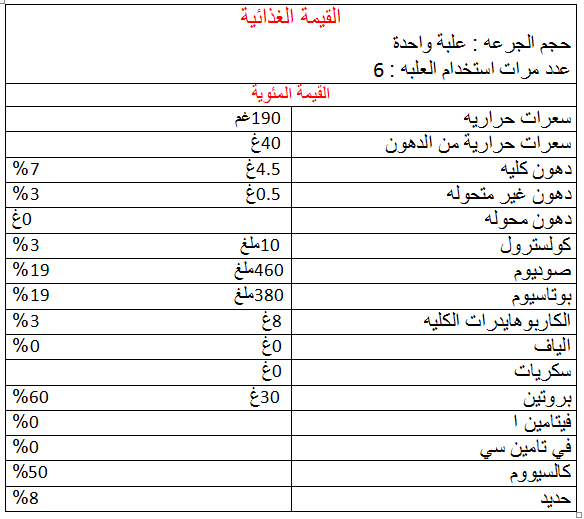 القيمة الغذائية
حجم الجرعه : علبة واحدة
عدد مرات استخدام العلبه : 6
القيمة المئوية
سعرات حراريه 190غم
سعرات حرارية من الدهون 40غ
دهون كليه 4.5غ 7%
دهون غير متحوله 0.5غ 3%
دهون محوله 0غ
كولسترول 10ملغ 3%
صوديوم 460ملغ 19%
بوتاسيوم 380ملغ 19%
الكاربوهايدرات الكليه 8غ 3%
الياف 0غ 0%
سكريات 0غ
بروتين 30غ 60%
فيتامين ا 0%
في تامين سي 0%
كالسيووم 50%
حديد 8%